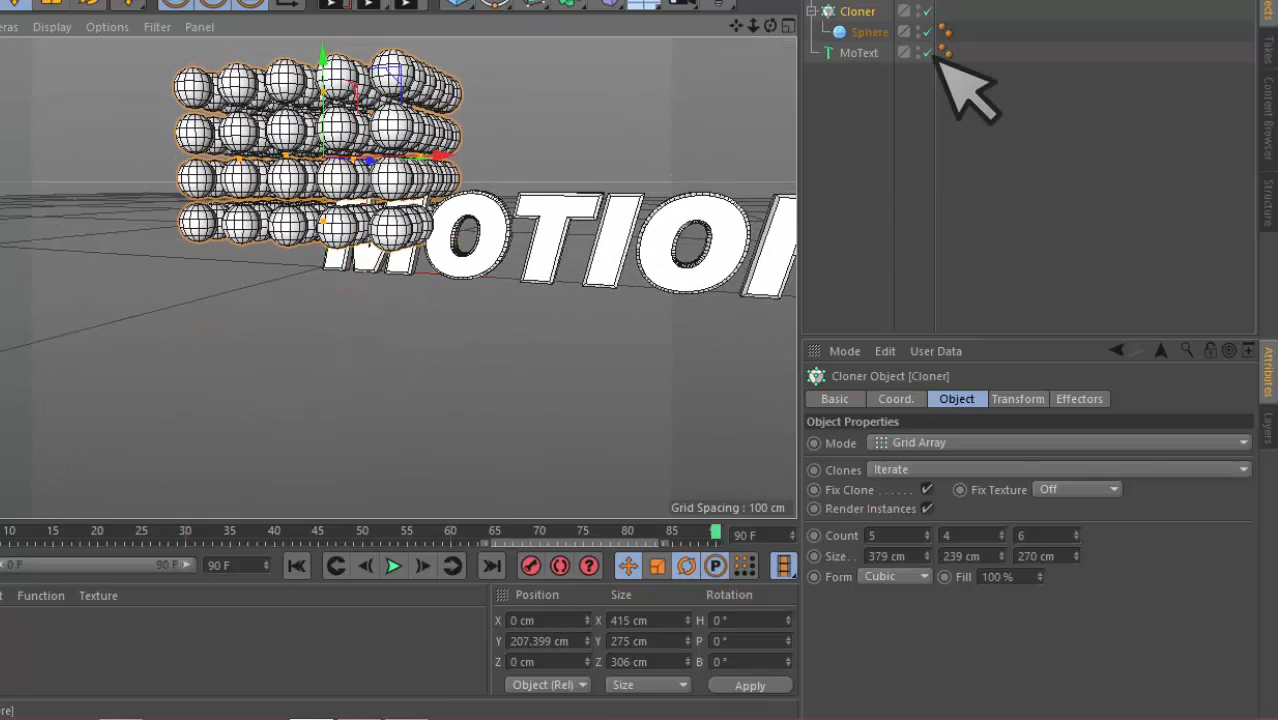 eras Display Options Filter Panel
Cloner
Sphere
MoText
MOTION
Grid Spacing : 100 cm
10 15 20 25 30 35 40 45 50 55 60 65 70 75 80 85 90 F
0 F 90 F 90 F
Function Texture
Position Size Rotation
X 0 cm X 415 cm H 0 °
Y 207.399 cm Y 275 cm P 0 °
Z 0 cm Z 306 cm B 0 °
Object (Rel) Size Apply
re]
Mode Edit User Data
Cloner Object [Cloner]
Basic Coord. Object Transform Effectors
Object Properties
Mode Grid Array
Clones Iterate
Fix Clone . . . . . . Fix Texture Off
Render Instances
Count 5 4 6
Size. . 379 cm 239 cm 270 cm
Form Cubic Fill 100 %
ects
Takes
Content Browser
Structure
Attributes
Layers